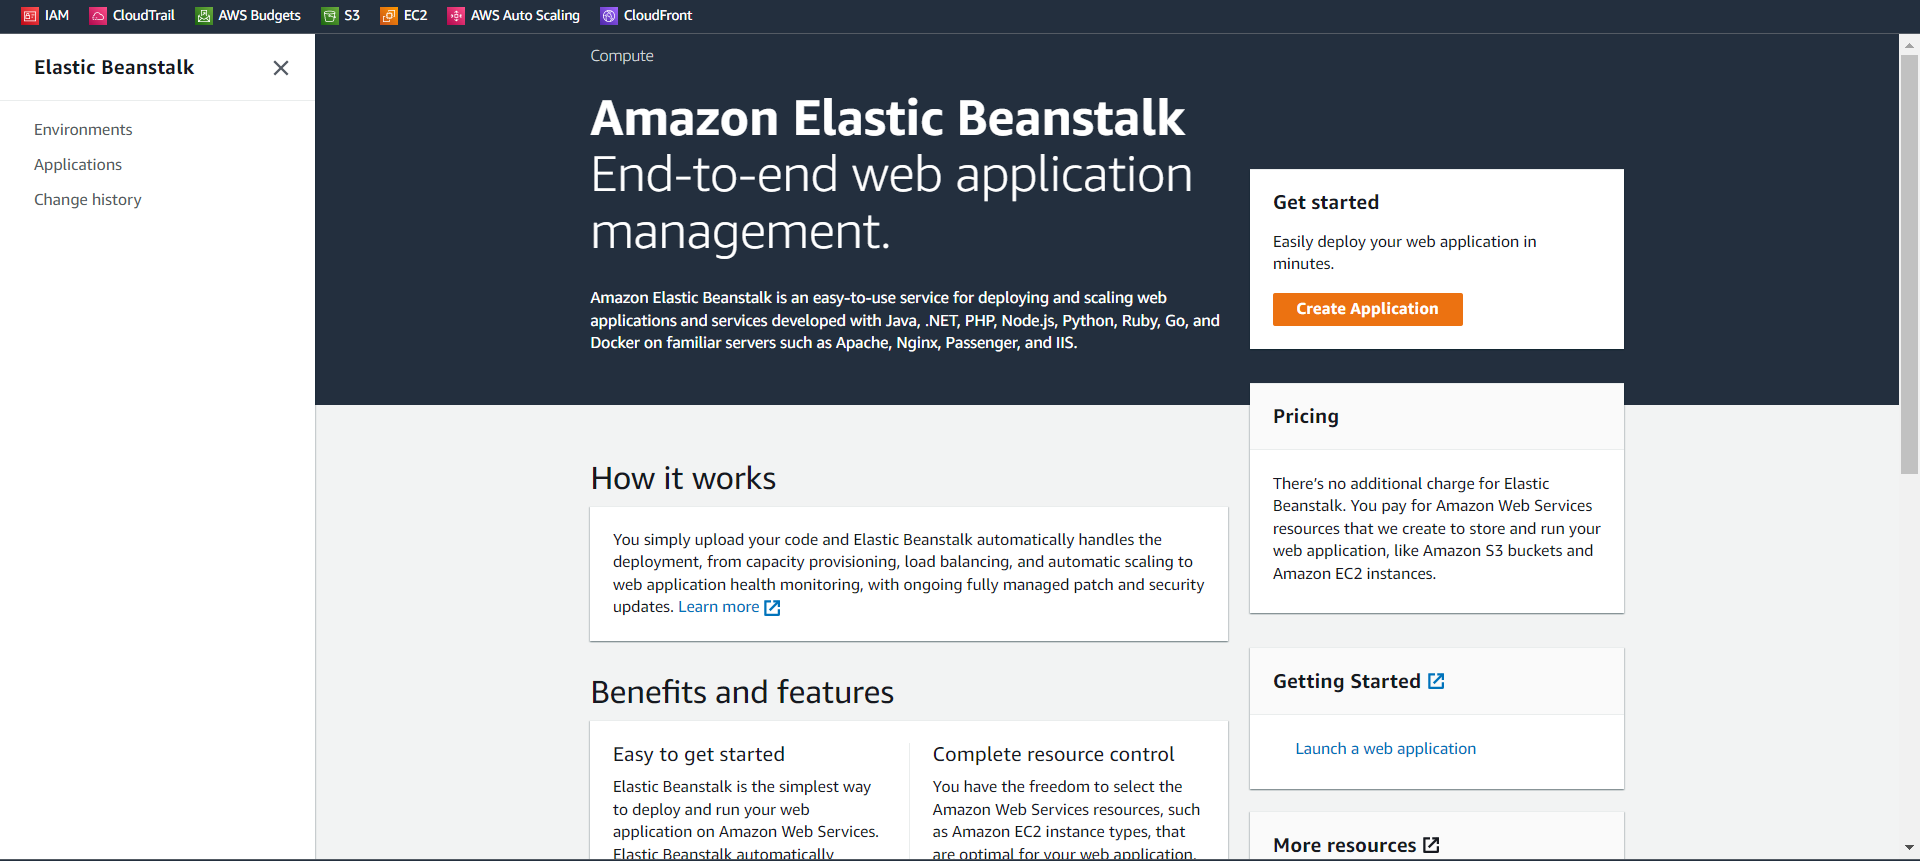 IAM CloudTrail AWS Budgets S3 EC2 AWS Auto Scaling CloudFront
Elastic Beanstalk
Environments
Applications
Change history
Compute
Amazon Elastic Beanstalk
End-to-end web application
management.
Amazon Elastic Beanstalk is an easy-to-use service for deploying and scaling web
applications and services developed with Java, .NET, PHP, Node.js, Python, Ruby, Go, and
Docker on familiar servers such as Apache, Nginx, Passenger, and IIS.
Get started
Easily deploy your web application in
minutes.
Create Application
Pricing
There's no additional charge for Elastic
Beanstalk. You pay for Amazon Web Services
resources that we create to store and run your
web application, like Amazon S3 buckets and
Amazon EC2 instances.
How it works
You simply upload your code and Elastic Beanstalk automatically handles the
deployment, from capacity provisioning, load balancing, and automatic scaling to
web application health monitoring, with ongoing fully managed patch and security
updates. Learn more
Benefits and features
Easy to get started
Elastic Beanstalk is the simplest way
to deploy and run your web
application on Amazon Web Services.
Elastic Beanstalk automatically
Complete resource control
You have the freedom to select the
Amazon Web Services resources, such
as Amazon EC2 instance types, that
are optimal for your web application.
Getting Started
Launch a web application
More resources